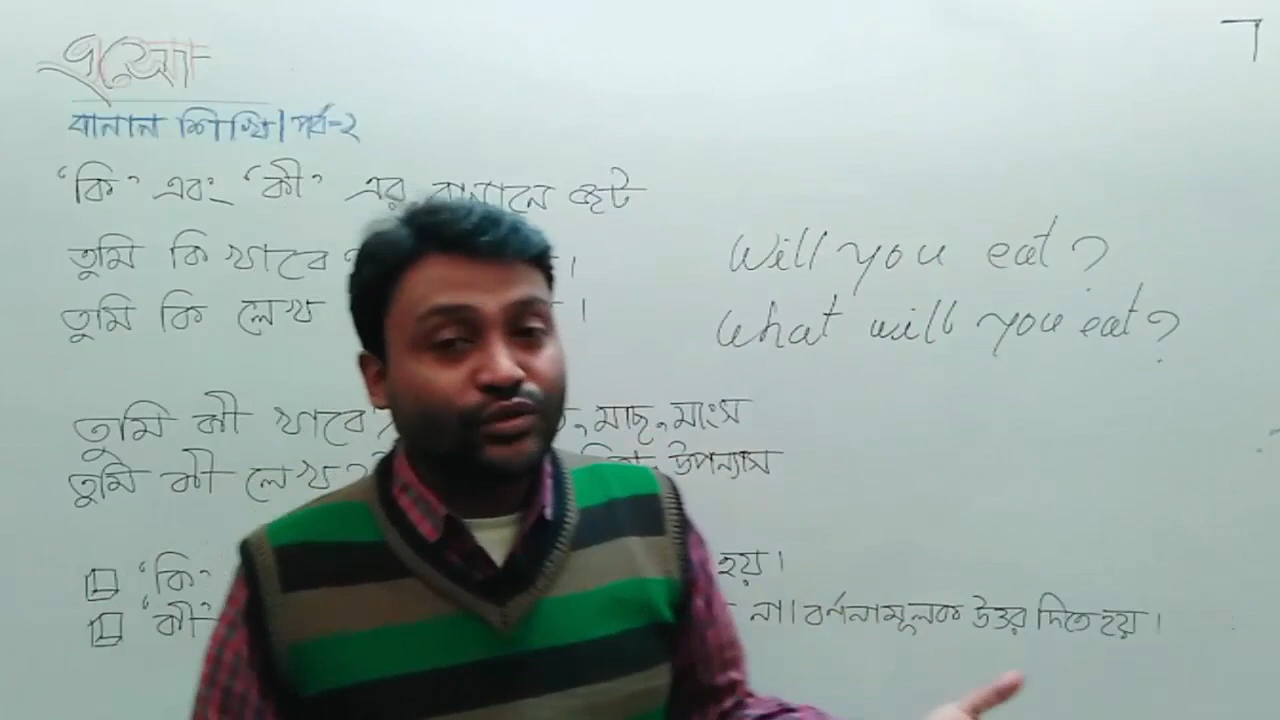 এসো
বানান শিখি। পর্ব-২
‘কি’ এবং ‘কী’ এর বানানে
তুমি কি খাবে ।
তুমি কি লেখ ।
Will you eat?
What will you eat?
তুমি কী খাবে , মাছ, মাংস
তুমি কী লেখ? উপন্যাস
‘কি’ হয়।
‘কী’ না। বর্ণনামূলক উত্তর দিতে হয়।